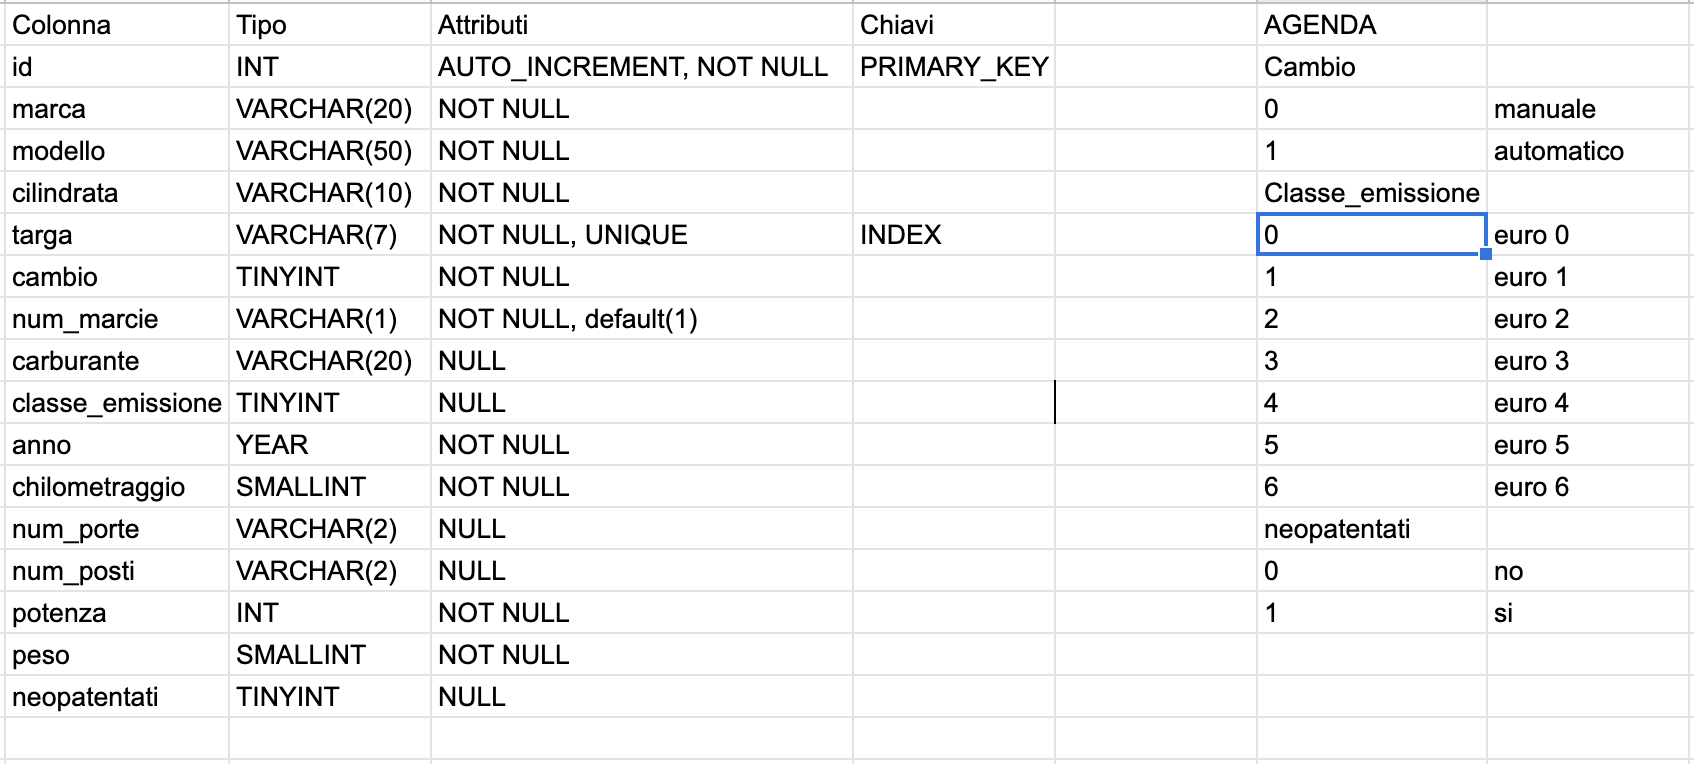 Colonna Tipo Attributi Chiavi AGENDA
id INT AUTO_INCREMENT, NOT NULL PRIMARY_KEY Cambio
marca VARCHAR(20) NOT NULL 0 manuale
modello VARCHAR(50) NOT NULL 1 automatico
cilindrata VARCHAR(10) NOT NULL Classe_emissione
targa VARCHAR(7) NOT NULL, UNIQUE INDEX 0 euro 0
cambio TINYINT NOT NULL 1 euro 1
num_marcie VARCHAR(1) NOT NULL, default(1) 2 euro 2
carburante VARCHAR(20) NULL 3 euro 3
classe_emissione TINYINT NULL 4 euro 4
anno YEAR NOT NULL 5 euro 5
chilometraggio SMALLINT NOT NULL 6 euro 6
num_porte VARCHAR(2) NULL neopatentati
num_posti VARCHAR(2) NULL 0 no
potenza INT NOT NULL 1 si
peso SMALLINT NOT NULL
neopatentati TINYINT NULL